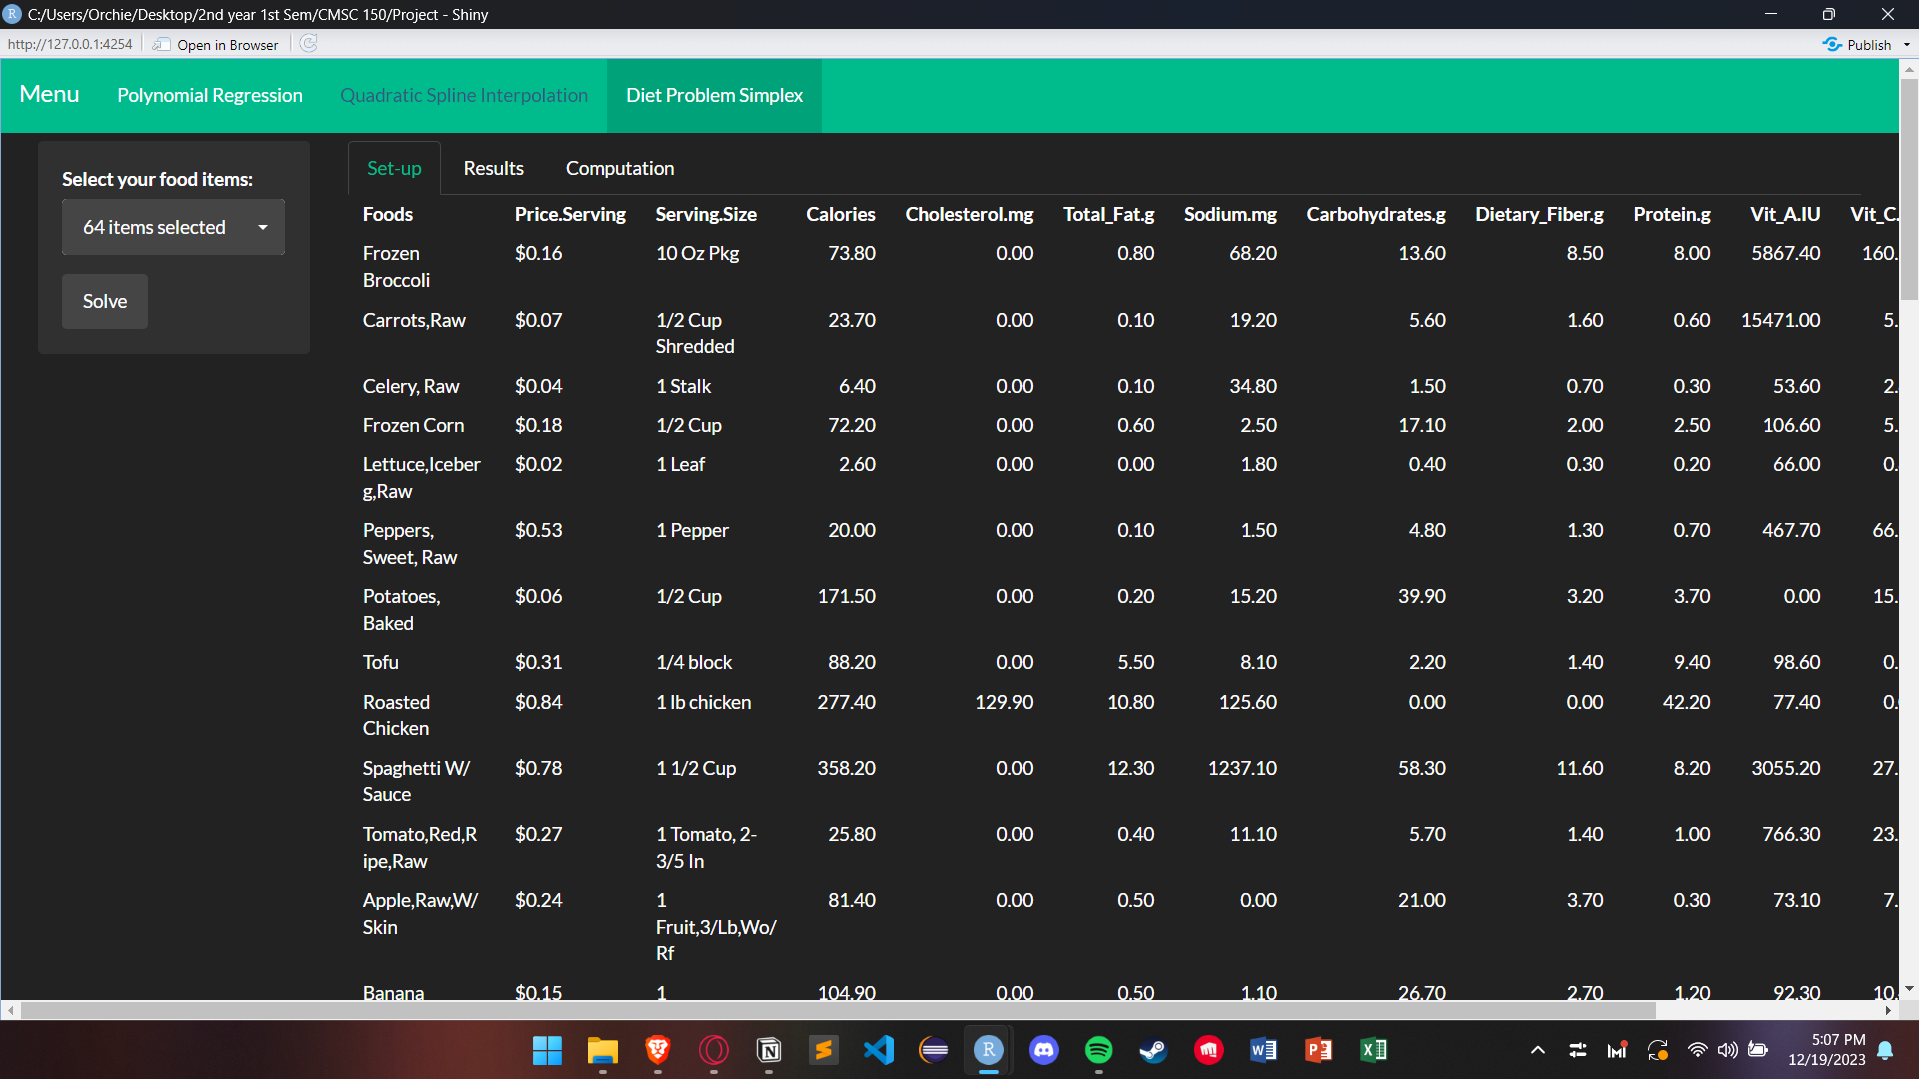 C:/Users/Orchie/Desktop/2nd year 1st Sem/CMSC 150/Project - Shiny
http://127.0.0.1:4254 Open in Browser Publish
Menu Polynomial Regression Quadratic Spline Interpolation Diet Problem Simplex
Select your food items:
64 items selected
Solve
Set-up Results Computation
Foods Price.Serving Serving.Size Calories Cholesterol.mg Total_Fat.g Sodium.mg Carbohydrates.g Dietary_Fiber.g Protein.g Vit_A.IU Vit_C.
Frozen $0.16 10 Oz Pkg 73.80 0.00 0.80 68.20 13.60 8.50 8.00 5867.40 160.
Broccoli
Carrots,Raw $0.07 1/2 Cup 23.70 0.00 0.10 19.20 5.60 1.60 0.60 15471.00 5.
Shredded
Celery, Raw $0.04 1 Stalk 6.40 0.00 0.10 34.80 1.50 0.70 0.30 53.60 2.
Frozen Corn $0.18 1/2 Cup 72.20 0.00 0.60 2.50 17.10 2.00 2.50 106.60 5.
Lettuce,Iceber $0.02 1 Leaf 2.60 0.00 0.00 1.80 0.40 0.30 0.20 66.00 0.
g,Raw
Peppers, $0.53 1 Pepper 20.00 0.00 0.10 1.50 4.80 1.30 0.70 467.70 66.
Sweet, Raw
Potatoes, $0.06 1/2 Cup 171.50 0.00 0.20 15.20 39.90 3.20 3.70 0.00 15.
Baked
Tofu $0.31 1/4 block 88.20 0.00 5.50 8.10 2.20 1.40 9.40 98.60 0.
Roasted $0.84 1 lb chicken 277.40 129.90 10.80 125.60 0.00 0.00 42.20 77.40 0.
Chicken
Spaghetti W/ $0.78 1 1/2 Cup 358.20 0.00 12.30 1237.10 58.30 11.60 8.20 3055.20 27.
Sauce
Tomato,Red,R $0.27 1 Tomato, 2- 25.80 0.00 0.40 11.10 5.70 1.40 1.00 766.30 23.
ipe,Raw 3/5 In
Apple,Raw,W/ $0.24 1 81.40 0.00 0.50 0.00 21.00 3.70 0.30 73.10 7.
Skin Fruit,3/Lb,Wo/
Rf
Banana $0.15 1 104.90 0.00 0.50 1.10 26.70 2.70 1.20 92.30 10.
5:07 PM
12/19/2023